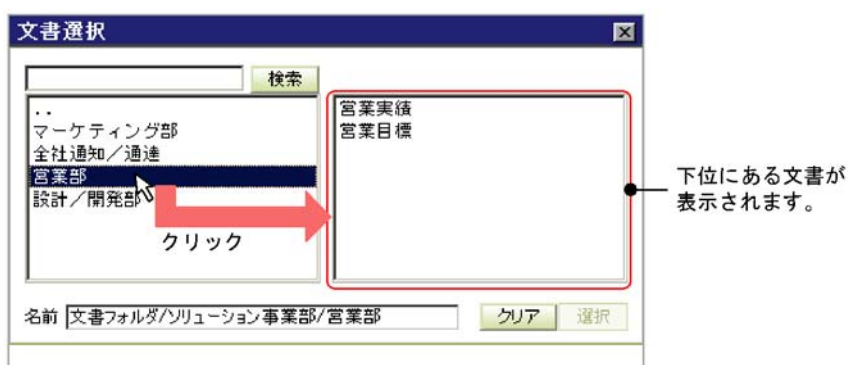 文書選択
検索
..
マーケティング部
全社通知／通達
営業部
設計／開発部
クリック
営業実績
営業目標
下位にある文書が
表示されます。
名前 文書フォルダ/ソリューション事業部/営業部 クリア 選択